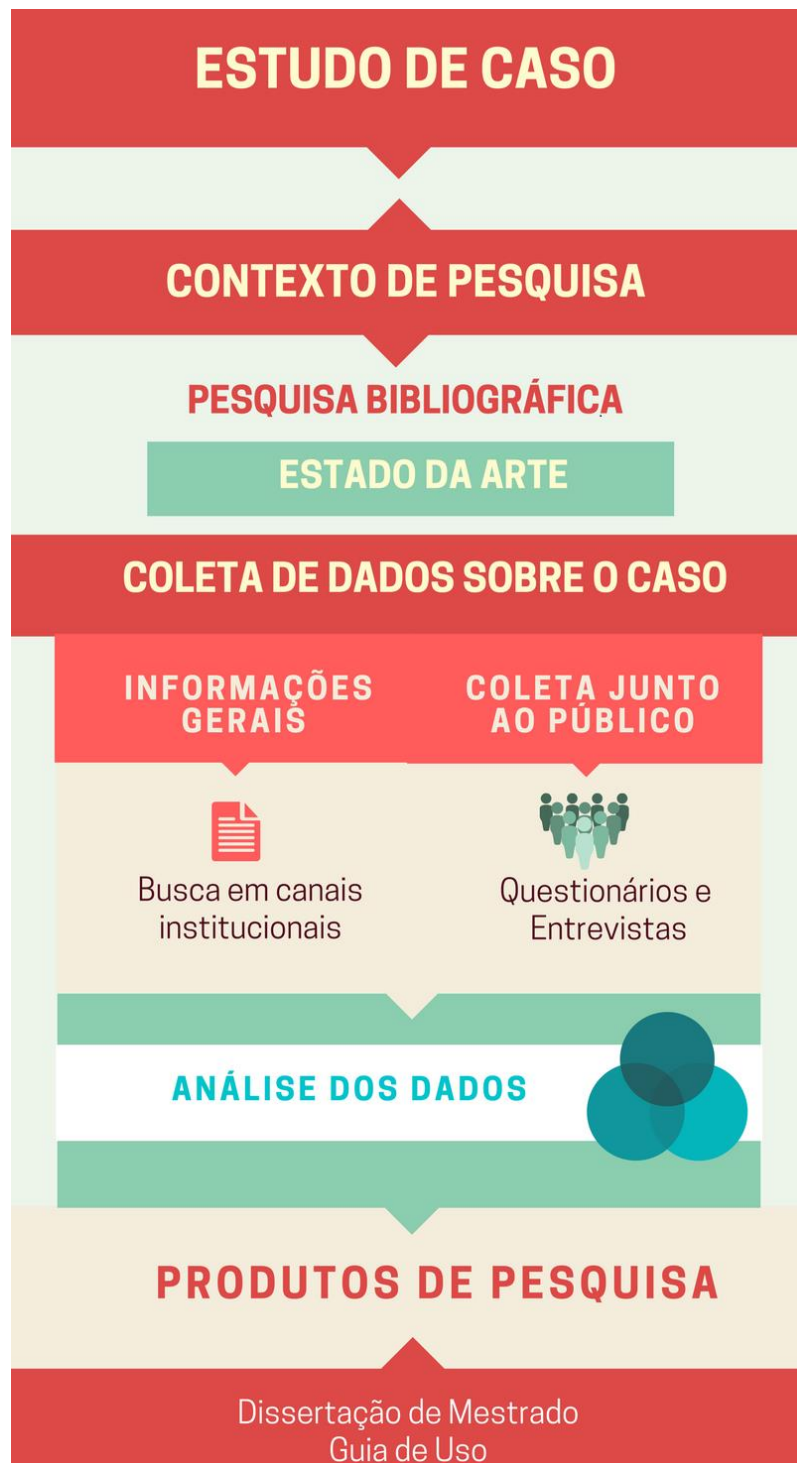 ESTUDO DE CASO
CONTEXTO DE PESQUISA
PESQUISA BIBLIOGRÁFICA
ESTADO DA ARTE
COLETA DE DADOS SOBRE O CASO
INFORMAÇÕES
GERAIS
COLETA JUNTO
AO PÚBLICO
Busca em canais
institucionais
Questionários e
Entrevistas
ANÁLISE DOS DADOS
PRODUTOS DE PESQUISA
Dissertação de Mestrado
Guia de Uso